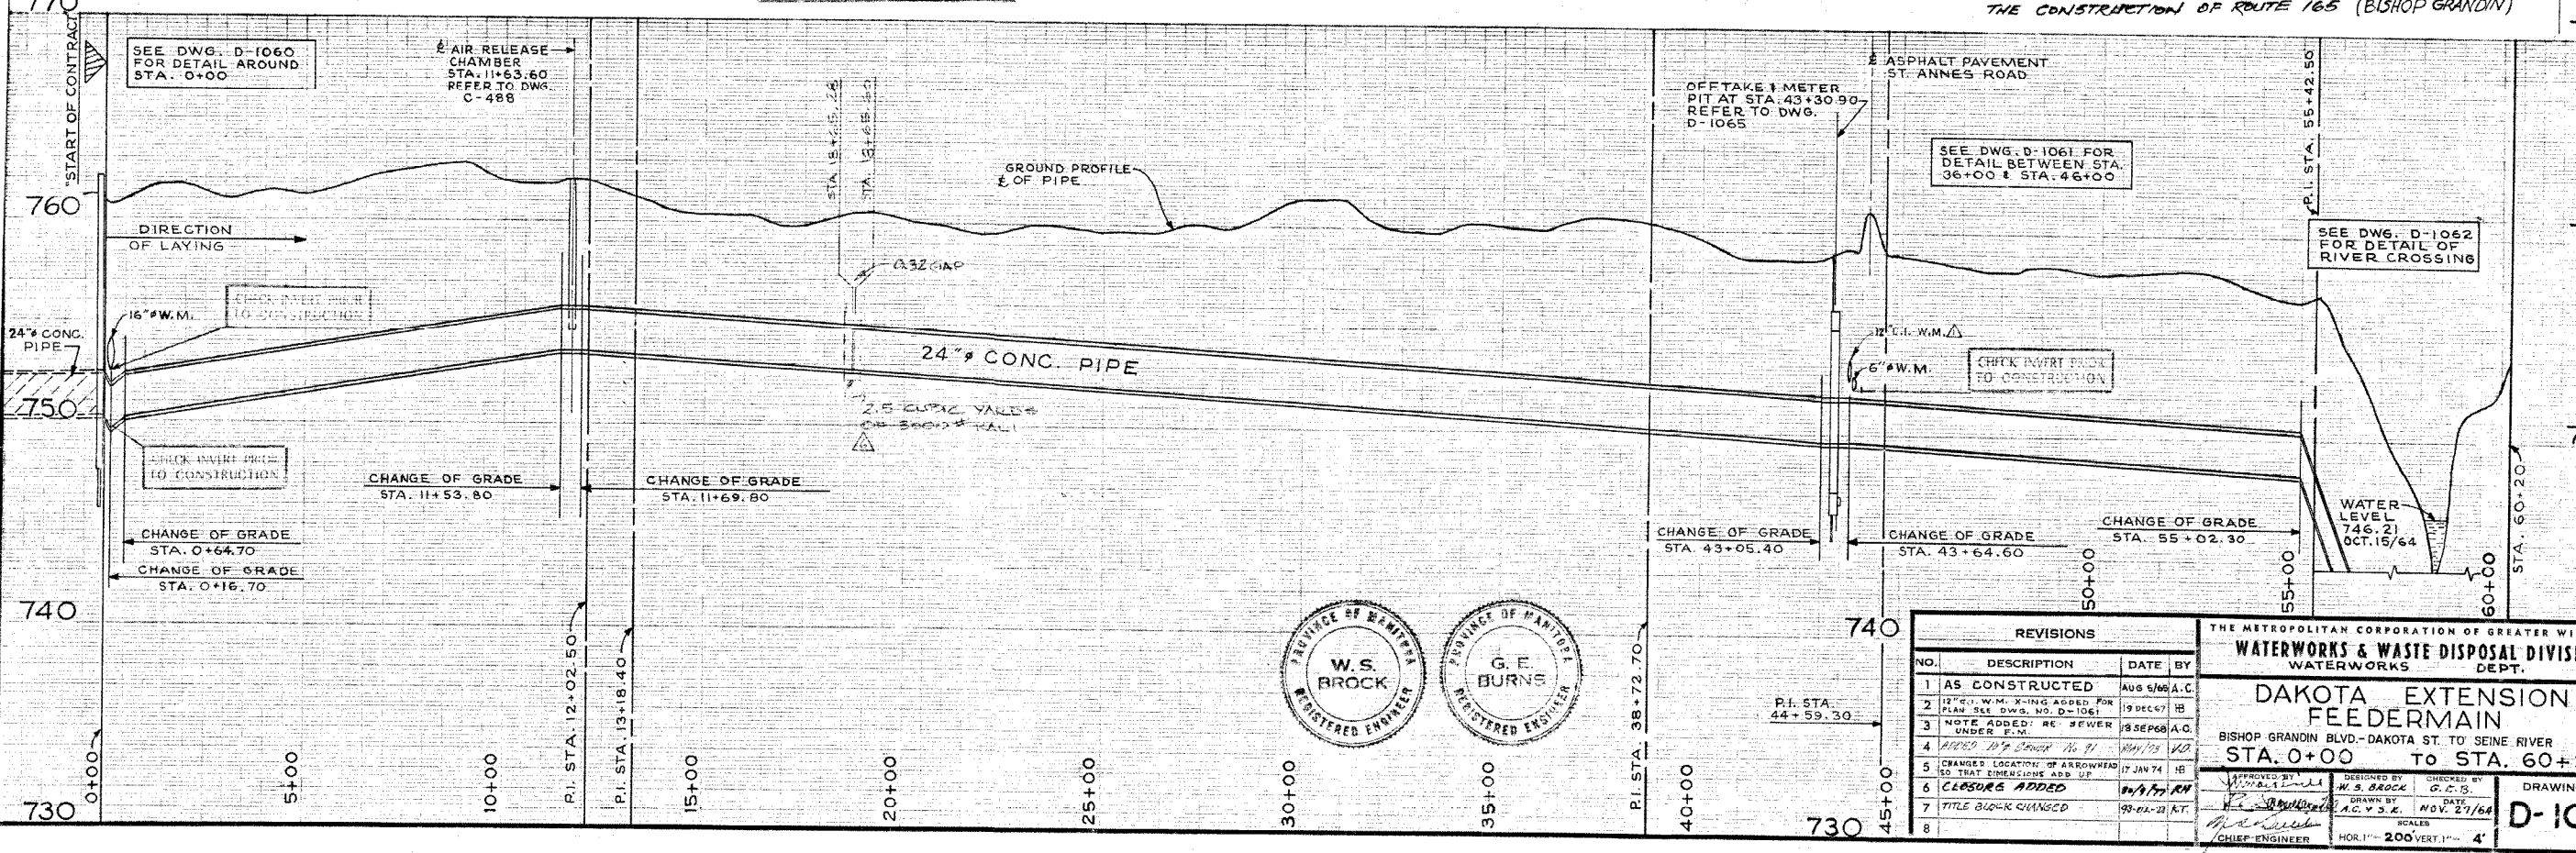 770
THE CONSTRUCTION OF ROUTE 165 (BISHOP GRANDIN)
START OF CONTRACT
SEE DWG. D-1060
FOR DETAIL AROUND
STA. 0+00
℄ AIR RELEASE
CHAMBER
STA. 11+63.60
REFER TO DWG.
C-488
GROUND PROFILE
℄ OF PIPE
OFFTAKE & METER
PIT AT STA. 43+30.90
REFER TO DWG.
D-1065
℄ ASPHALT PAVEMENT
ST. ANNES ROAD
SEE DWG. D-1061 FOR
DETAIL BETWEEN STA.
36+00 & STA. 46+00
P.I. STA. 55+42.50
SEE DWG. D-1062
FOR DETAIL OF
RIVER CROSSING
760
DIRECTION
OF LAYING
0.32 GAP
CHECK INVERT PRIOR
TO CONSTRUCTION
16"ø W.M.
24"ø CONC.
PIPE
24"ø CONC. PIPE
12" C.I. W.M.
6"ø W.M.
CHECK INVERT PRIOR
TO CONSTRUCTION
750
2.5 CUBIC YARDS
CHECK INVERT PRIOR
TO CONSTRUCTION
CHANGE OF GRADE
STA. 11+53.80
CHANGE OF GRADE
STA. 11+69.80
CHANGE OF GRADE
STA. 0+64.70
CHANGE OF GRADE
STA. 0+16.70
CHANGE OF GRADE
STA. 43+05.40
CHANGE OF GRADE
STA. 43+64.60
CHANGE OF GRADE
STA. 55+02.30
WATER
LEVEL
746.21
OCT. 15/64
STA. 60+20
740
P.I. STA. 12+02.50
P.I. STA. 13+18.40
PROVINCE OF MANITOBA
W. S.
BROCK
REGISTERED ENGINEER
PROVINCE OF MANITOBA
G. E.
BURNS
REGISTERED ENGINEER
P.I. STA. 38+72.70
740
P.I. STA.
44+59.30
730
0+00
5+00
10+00
15+00
20+00
25+00
30+00
35+00
40+00
730
45+00
50+00
55+00
60+00
REVISIONS
NO. DESCRIPTION DATE BY
1 AS CONSTRUCTED AUG 5/65 A.C.
2 12" C.I. W.M. X-ING ADDED FOR
PLAN SEE DWG. NO. D-1061 19 DEC 67 HB
3 NOTE ADDED: RE SEWER
UNDER F.M. 18 SEP 68 A.C.
4 ADDED
5 CHANGED LOCATION OF ARROWHEAD
SO THAT DIMENSIONS ADD UP 17 JAN 74 HB
6 CLOSURE ADDED RH
7 TITLE BLOCK CHANGED K.T.
8
THE METROPOLITAN CORPORATION OF GREATER WI
WATERWORKS & WASTE DISPOSAL DIVIS
WATERWORKS DEPT.
DAKOTA EXTENSION
FEEDERMAIN
BISHOP GRANDIN BLVD.-DAKOTA ST. TO SEINE RIVER
STA. 0+00 TO STA. 60+
APPROVED BY
CHIEF ENGINEER
DESIGNED BY
W. S. BROCK
CHECKED BY
G. E. B.
DRAWN BY
A.C. & S.K.
DATE
NOV. 27/64
SCALES
HOR. 1"- 200' VERT. 1"- 4'
DRAWIN
D-10